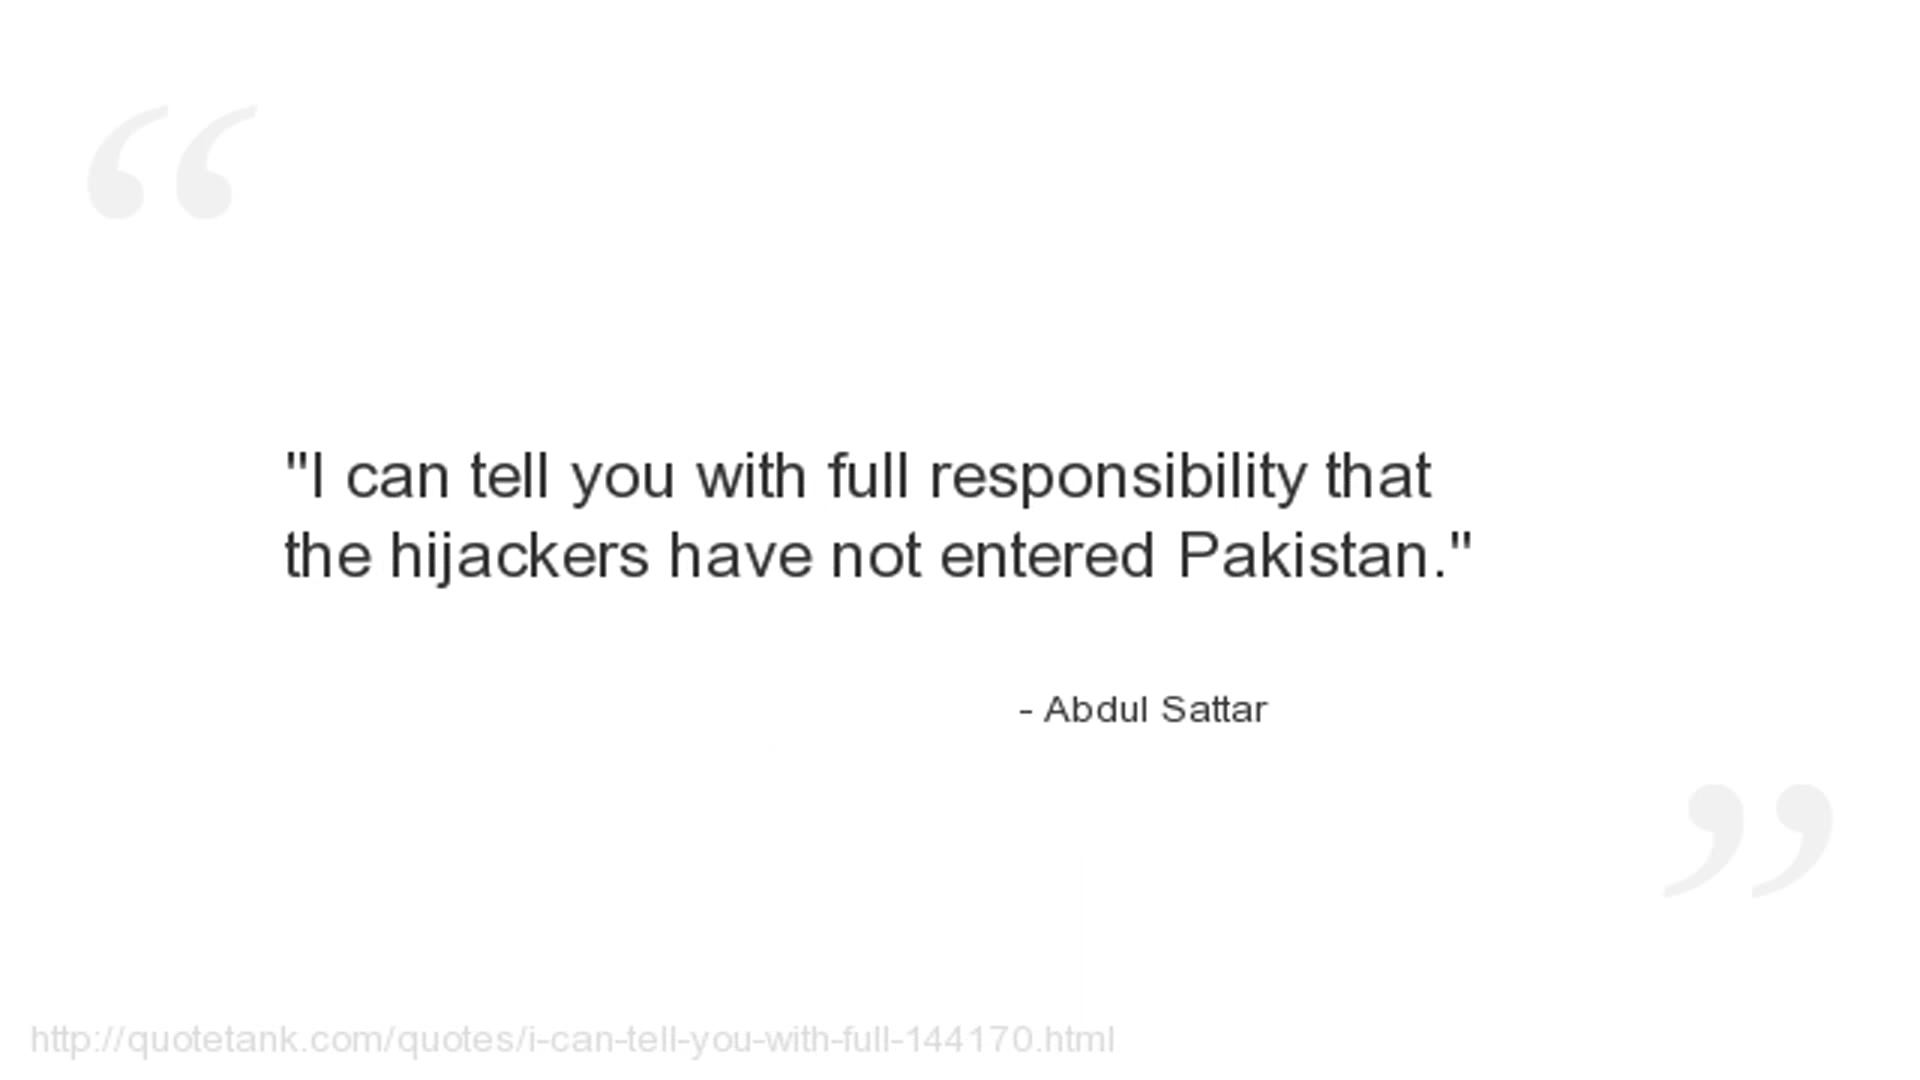 “
"I can tell you with full responsibility that
the hijackers have not entered Pakistan."
- Abdul Sattar
”
http://quotetank.com/quotes/i-can-tell-you-with-full-144170.html